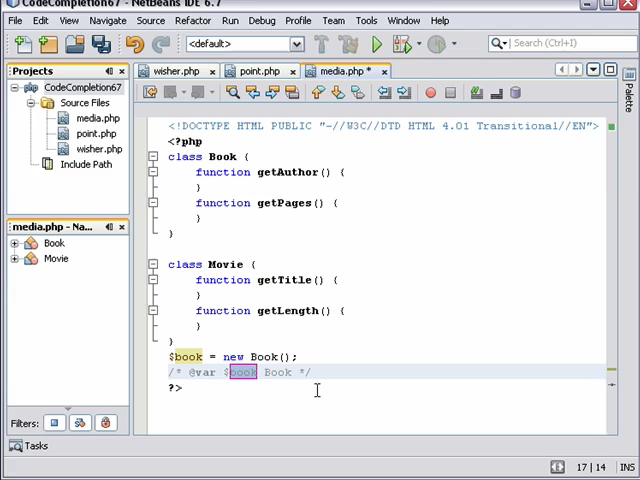 CodeCompletion67 - NetBeans IDE 6.7
File Edit View Navigate Source Refactor Run Debug Profile Team Tools Window Help
<default> Search (Ctrl+I)
Projects
CodeCompletion67
Source Files
media.php
point.php
wisher.php
Include Path
media.php - Na...
Book
Movie
Filters:
wisher.php point.php media.php *
Palette
<!DOCTYPE HTML PUBLIC "-//W3C//DTD HTML 4.01 Transitional//EN">
<?php
class Book {
function getAuthor() {
}
function getPages() {
}
}
class Movie {
function getTitle() {
}
function getLength() {
}
}
$book = new Book();
/* @var $book Book */
?>
Tasks
17 | 14 INS